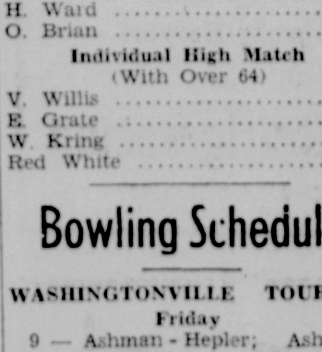 H. Ward ........................
O. Brian ........................
Individual High Match
(With Over 64)
V. Willis ........................
E. Grate ........................
W. Kring ........................
Red White ........................
Bowling Schedul
WASHINGTONVILLE TOU
Friday
9 — Ashman - Hepler; Ash